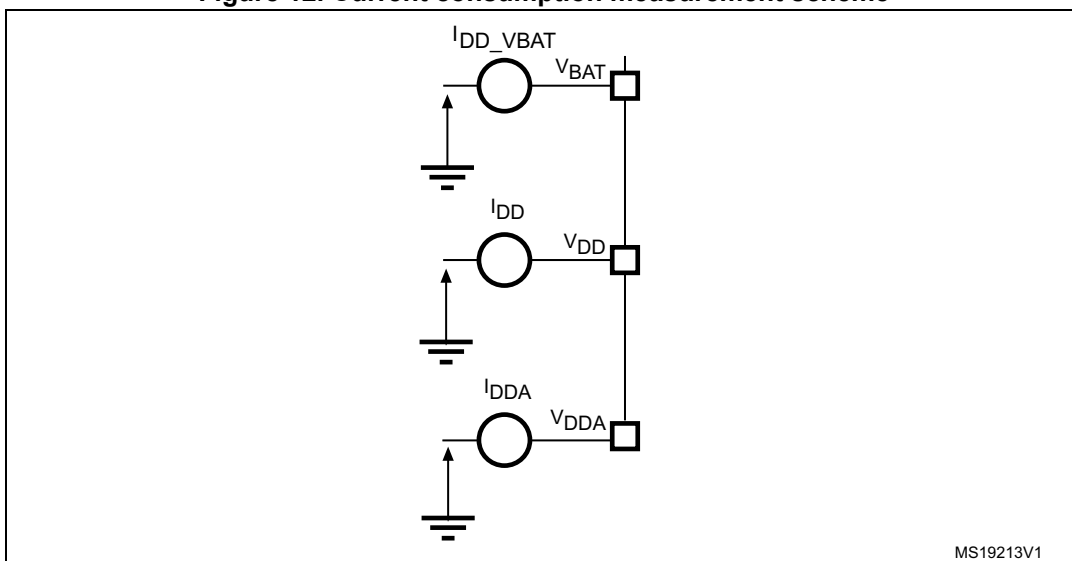 Figure 12. Current consumption measurement scheme
IDD_VBAT
VBAT
IDD
VDD
IDDA
VDDA
MS19213V1